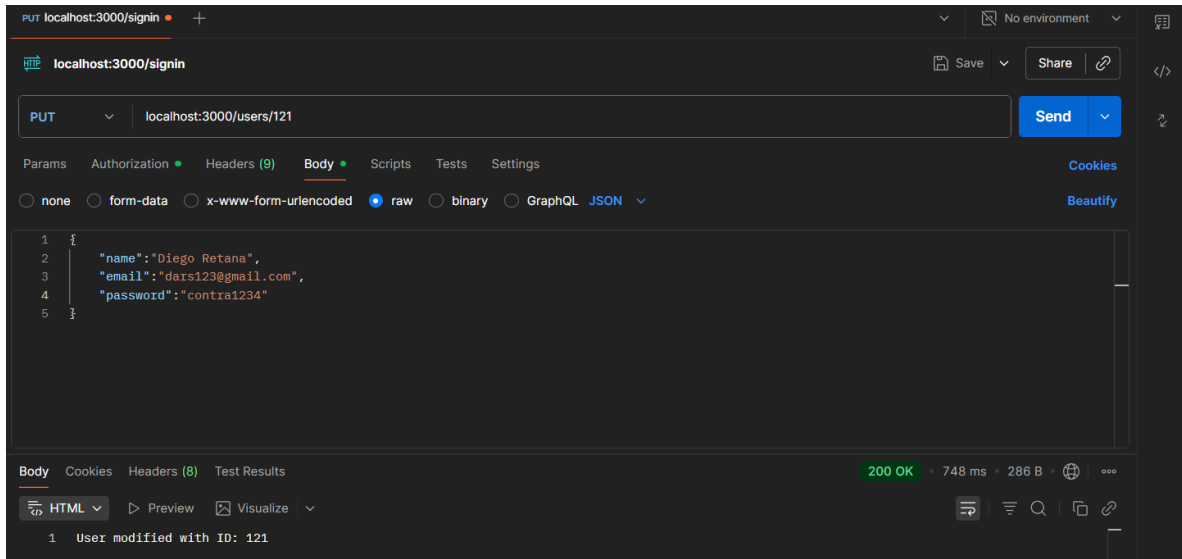 PUT localhost:3000/signin
No environment
HTTP localhost:3000/signin
Save
Share
PUT
localhost:3000/users/121
Send
Params Authorization Headers (9) Body Scripts Tests Settings
Cookies
none form-data x-www-form-urlencoded raw binary GraphQL JSON
Beautify
1 {
2 "name":"Diego Retana",
3 "email":"dars123@gmail.com",
4 "password":"contra1234"
5 }
Body Cookies Headers (8) Test Results
200 OK • 748 ms • 286 B
HTML Preview Visualize
1 User modified with ID: 121